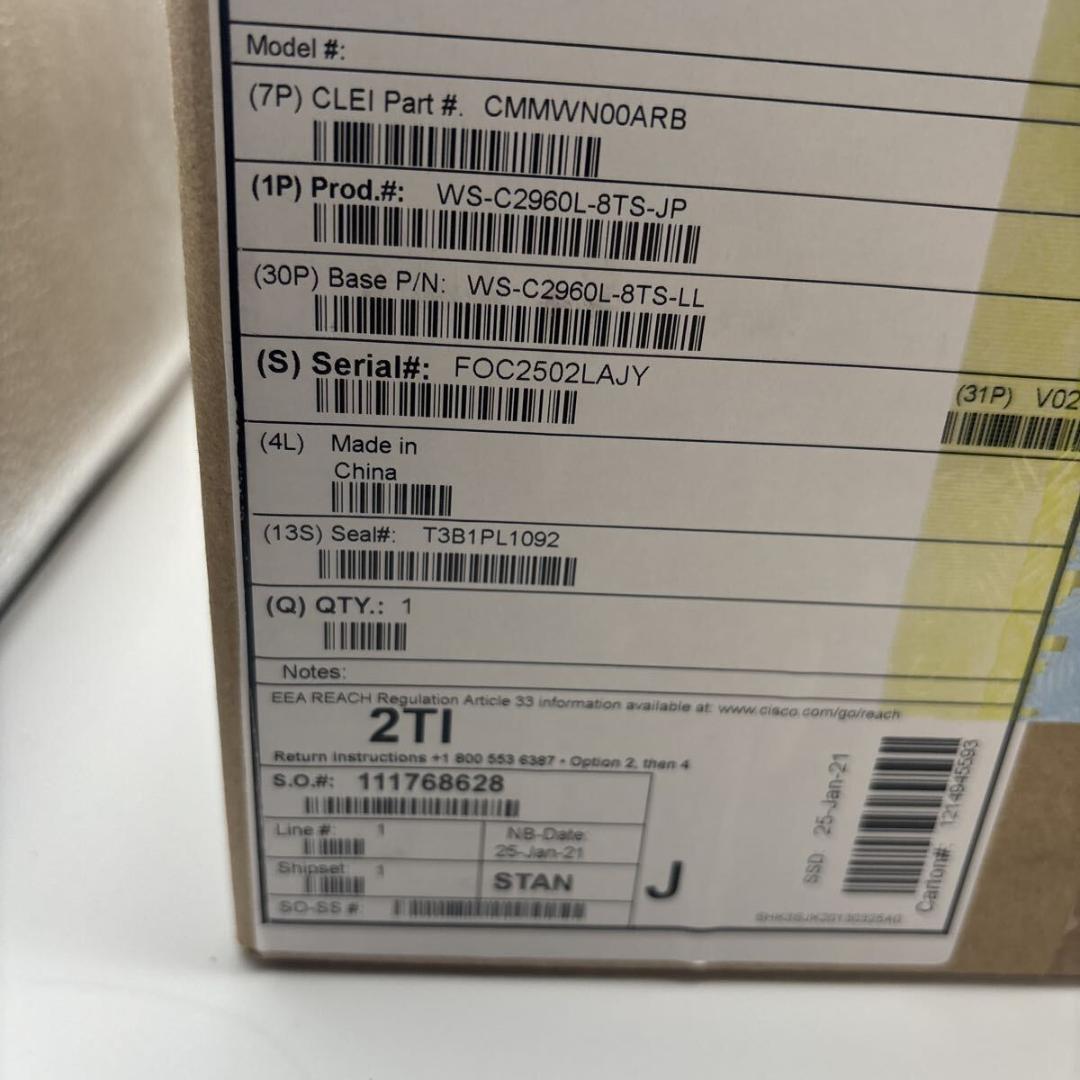 Model #:
(7P) CLEI Part #. CMMWN00ARB
(1P) Prod.#: WS-C2960L-8TS-JP
(30P) Base P/N: WS-C2960L-8TS-LL
(S) Serial#: FOC2502LAJY
(31P) V02
(4L) Made in
China
(13S) Seal#: T3B1PL1092
(Q) QTY.: 1
Notes:
EEA REACH Regulation Article 33 information available at: www.cisco.com/go/reach
2TI
Return Instructions +1 800 553 6387 - Option 2, then 4
S.O.#: 111768628
Line #: 1
NB-Date:
25-Jan-21
Shipset: 1
STAN
SO-SS #:
J
SSD: 25-Jan-21
Carton#: 1214945593